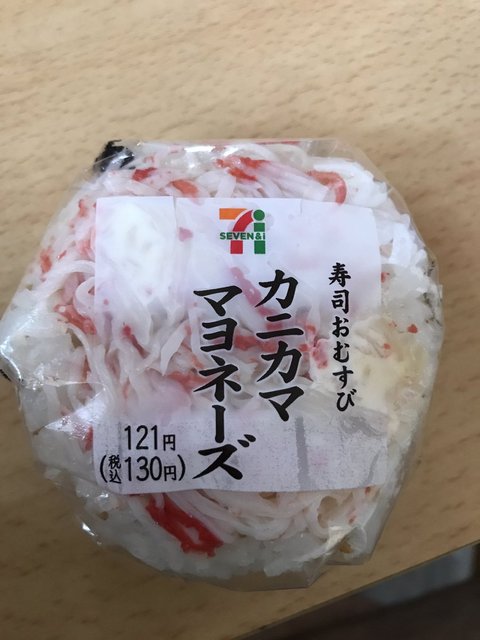 SEVEN&i
寿司おむすび
カニカマ
マヨネーズ
121円
(税込130円)